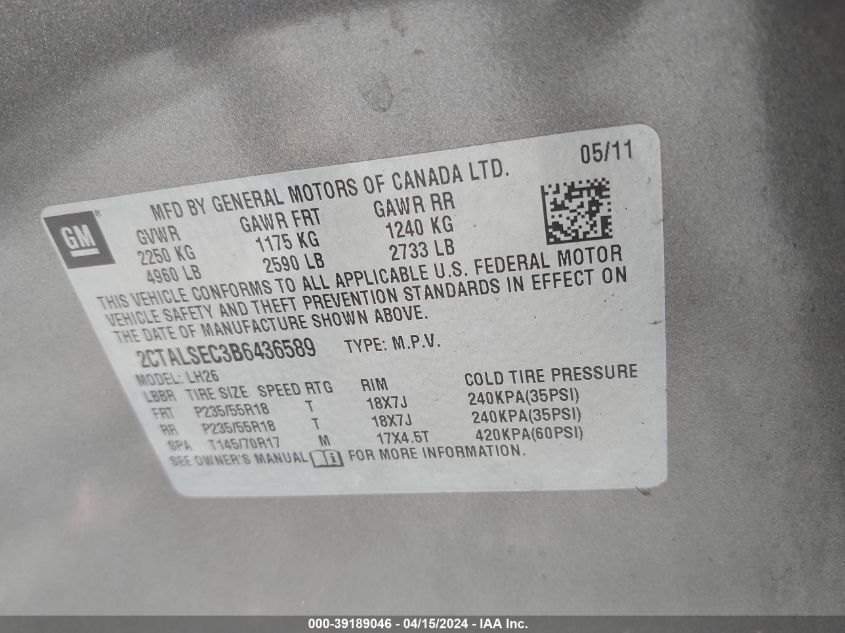 05/11
MFD BY GENERAL MOTORS OF CANADA LTD.
GM®
GVWR GAWR FRT GAWR RR
2250 KG 1175 KG 1240 KG
4960 LB 2590 LB 2733 LB
THIS VEHICLE CONFORMS TO ALL APPLICABLE U.S. FEDERAL MOTOR
VEHICLE SAFETY AND THEFT PREVENTION STANDARDS IN EFFECT ON
THE DATE OF MANUFACTURE SHOWN ABOVE.
2CTALSEC3B6436589 TYPE: M.P.V.
MODEL: LH26
LBBR TIRE SIZE SPEED RTG RIM COLD TIRE PRESSURE
FRT P235/55R18 T 18X7J 240KPA(35PSI)
RR P235/55R18 T 18X7J 240KPA(35PSI)
SPA T145/70R17 M 17X4.5T 420KPA(60PSI)
SEE OWNER'S MANUAL FOR MORE INFORMATION.
000-39189046 - 04/15/2024 - IAA Inc.